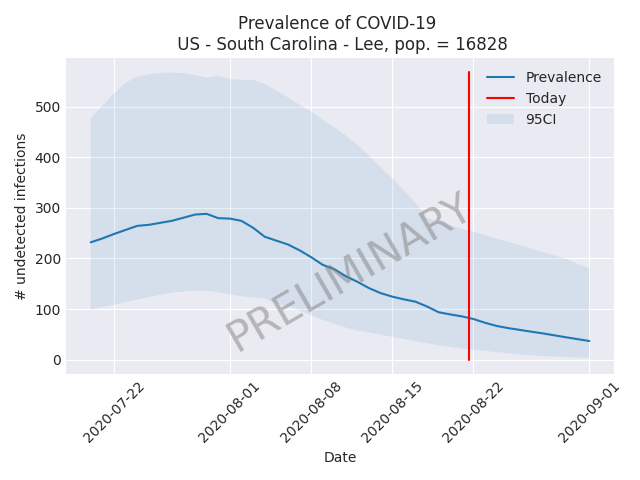 Prevalence of COVID-19
US - South Carolina - Lee, pop. = 16828
# undetected infections
500
400
300
200
100
0
Prevalence
Today
95CI
PRELIMINARY
2020-07-22
2020-08-01
2020-08-08
2020-08-15
2020-08-22
2020-09-01
Date